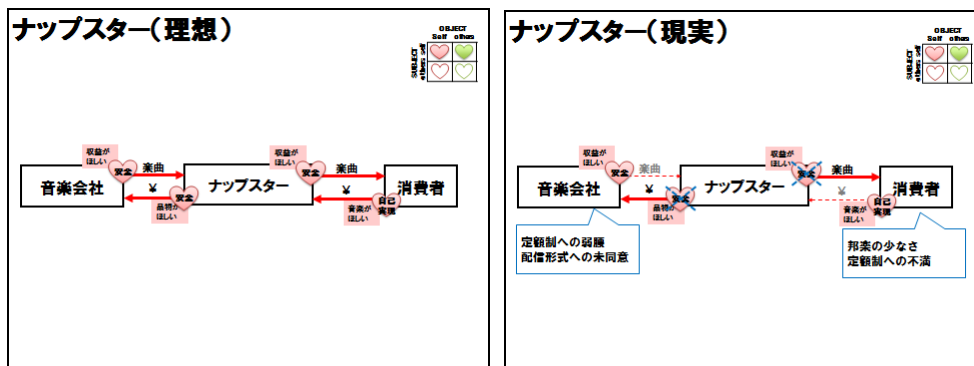 ナップスター(理想)
OBJECT
Self others
SUBJECT
others self
収益が
ほしい
安全
楽曲
収益が
ほしい
安全
楽曲
音楽会社
ナップスター
消費者
¥
安全
品物が
ほしい
¥
自己
実現
音楽が
ほしい
ナップスター(現実)
OBJECT
Self others
SUBJECT
others self
収益が
ほしい
安全
楽曲
収益が
ほしい
安全
楽曲
音楽会社
ナップスター
消費者
¥
安全
品物が
ほしい
¥
自己
実現
音楽が
ほしい
定額制への弱腰
配信形式への未同意
邦楽の少なさ
定額制への不満